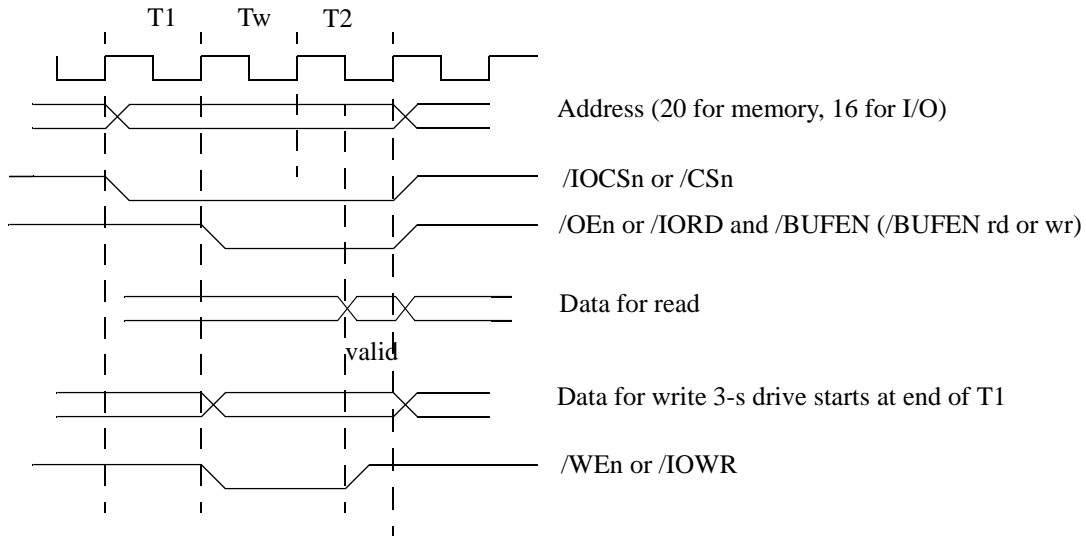 T1 Tw T2
Address (20 for memory, 16 for I/O)
/IOCSn or /CSn
/OEn or /IORD and /BUFEN (/BUFEN rd or wr)
Data for read
valid
Data for write 3-s drive starts at end of T1
/WEn or /IOWR